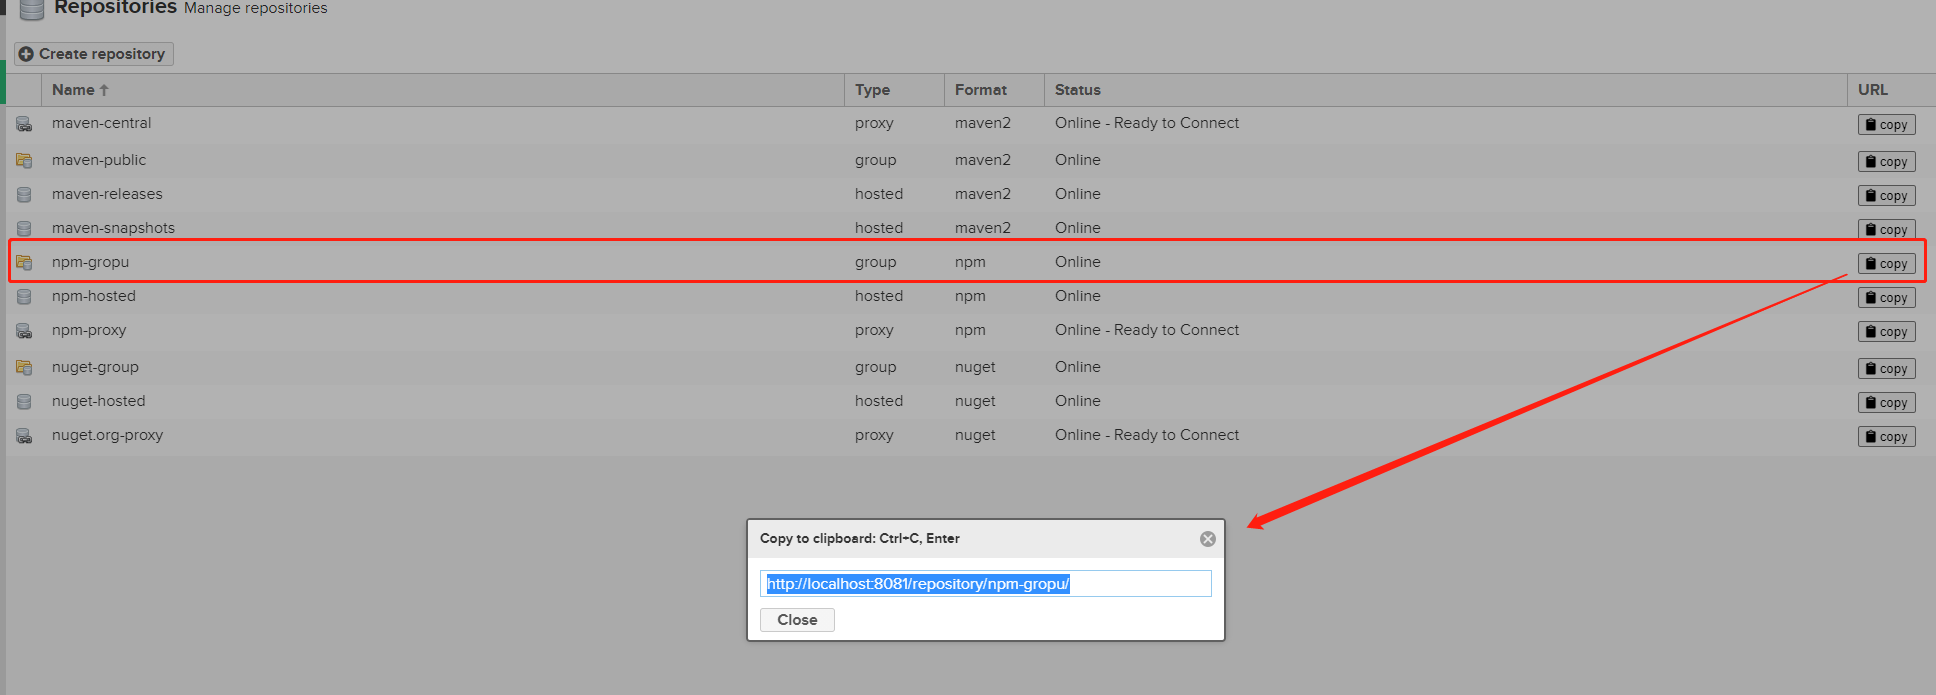 Repositories Manage repositories
Create repository
Name Type Format Status URL
maven-central proxy maven2 Online - Ready to Connect copy
maven-public group maven2 Online copy
maven-releases hosted maven2 Online copy
maven-snapshots hosted maven2 Online copy
npm-gropu group npm Online copy
npm-hosted hosted npm Online copy
npm-proxy proxy npm Online - Ready to Connect copy
nuget-group group nuget Online copy
nuget-hosted hosted nuget Online copy
nuget.org-proxy proxy nuget Online - Ready to Connect copy
Copy to clipboard: Ctrl+C, Enter
http://localhost:8081/repository/npm-gropu/
Close